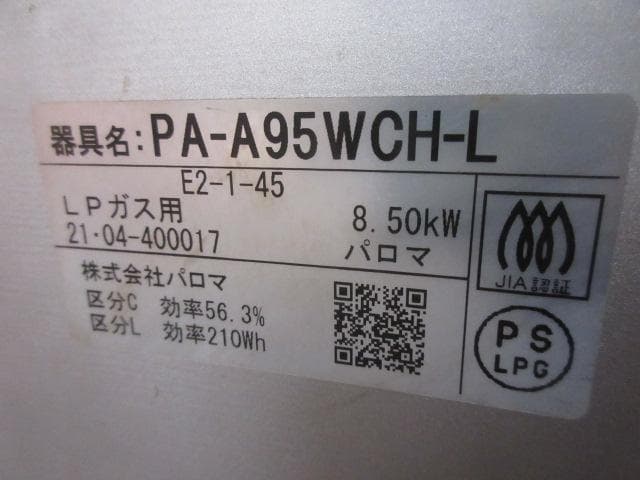 器具名:PA-A95WCH-L
E2-1-45
LPガス用 8.50kW
21・04-400017 パロマ
株式会社パロマ
区分C 効率56.3%
区分L 効率210Wh
JIA認証
PS
LPG